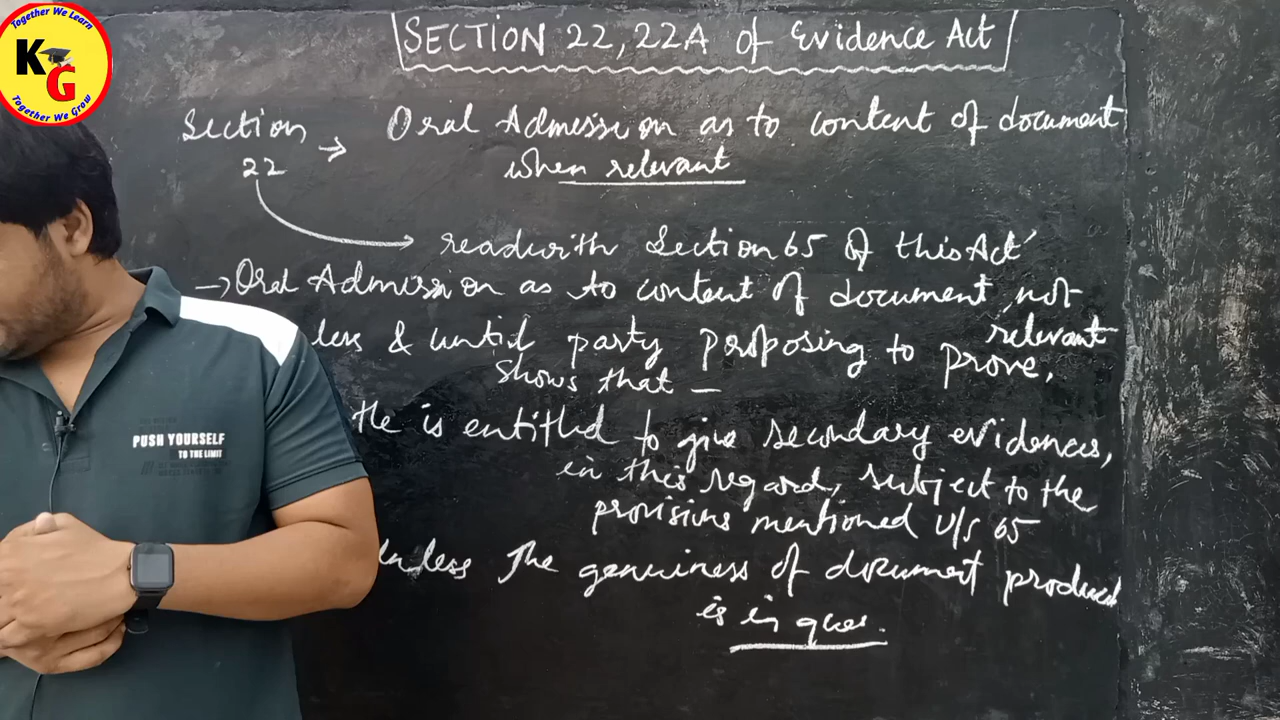 Together We Learn
KG
Together We Grow
SECTION 22, 22A of Evidence Act
Section 22 → Oral Admission as to content of document
when relevant
readwith Section 65 of this Act
→ Oral Admission as to content of document not
relevant
less & until party proposing to prove,
shows that –
He is entitled to give secondary evidences,
in this regard, subject to the
provisions mentioned U/S 65
unless The genuiness of document produced
is in ques.
PUSH YOURSELF
TO THE LIMIT